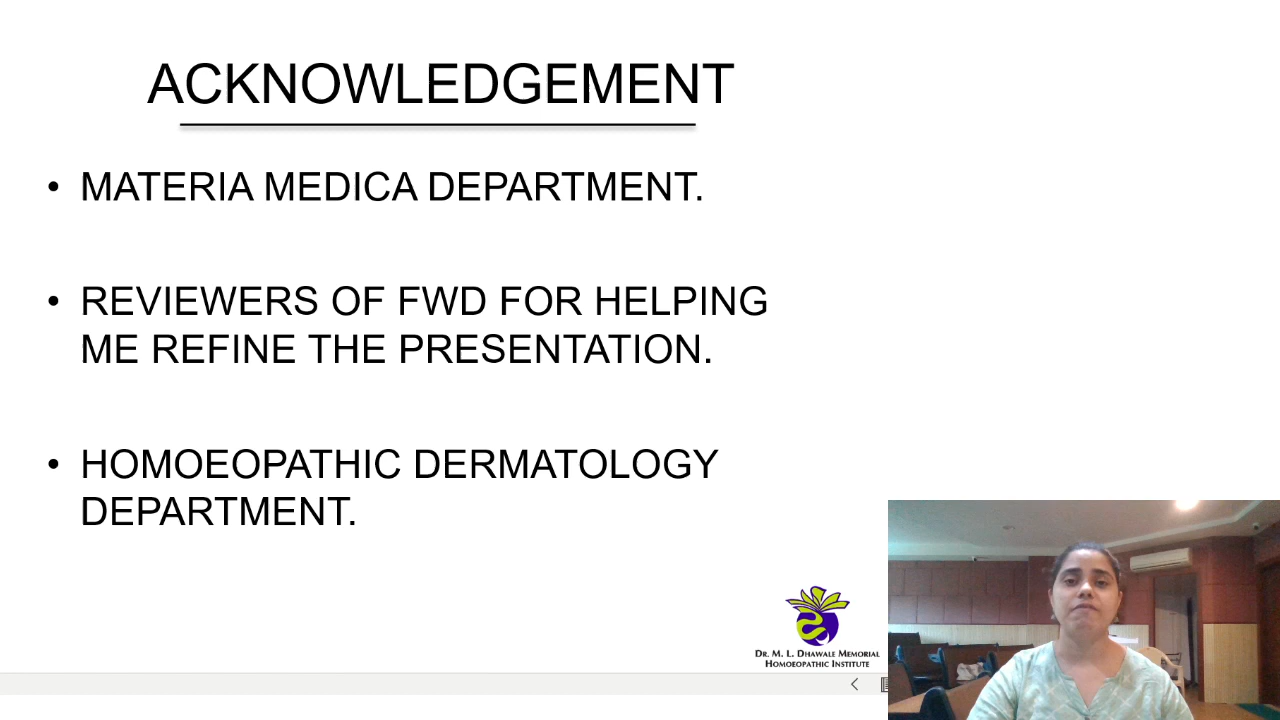 ACKNOWLEDGEMENT
• MATERIA MEDICA DEPARTMENT.
• REVIEWERS OF FWD FOR HELPING
ME REFINE THE PRESENTATION.
• HOMOEOPATHIC DERMATOLOGY
DEPARTMENT.
DR. M. L. DHAWALE MEMORIAL
HOMOEOPATHIC INSTITUTE